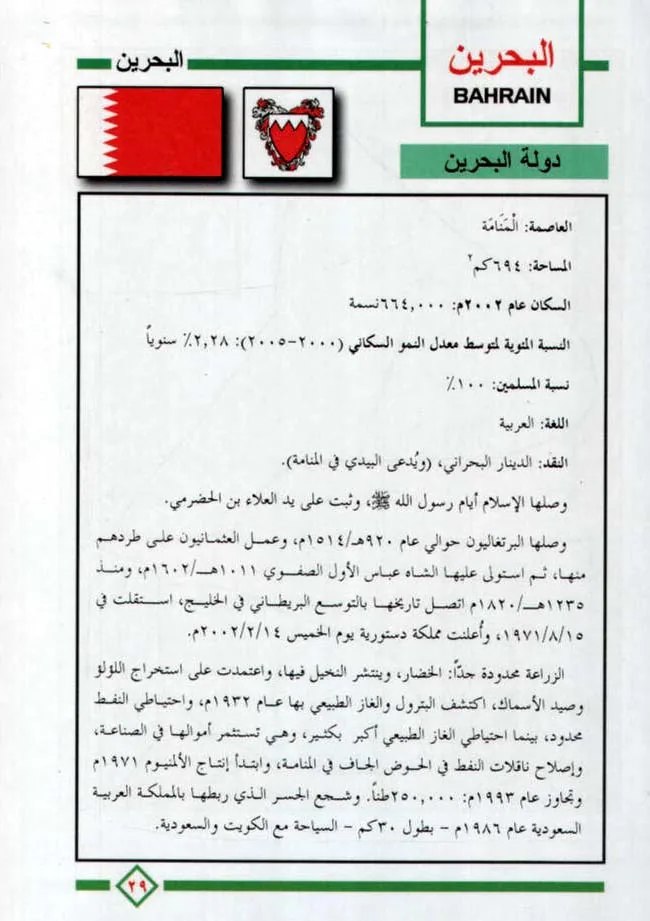 البحرين
البحرين
BAHRAIN
دولة البحرين
العاصمة: الْمَنَامَة
المساحة: ٦٩٤كم٢
السكان عام ٢٠٠٢م: ٦٦٤,٠٠٠نسمة
النسبة المئوية لمتوسط معدل النمو السكاني (٢٠٠٠-٢٠٠٥): ٢,٢٨٪ سنوياً
نسبة المسلمين: ١٠٠٪
اللغة: العربية
النقد: الدينار البحراني، (ويُدعى البيدي في المنامة).
وصلها الإسلام أيام رسول الله ﷺ، وثبت على يد العلاء بن الحضرمي.
وصلها البرتغاليون حوالي عام ٩٢٠هـ/١٥١٤م، وعمل العثمانيون على طردهم
منها، ثم استولى عليها الشاه عباس الأول الصفوي ١٠١١هـ/١٦٠٢م، ومنذ
١٢٣٥هـ/١٨٢٠م اتصل تاريخها بالتوسع البريطاني في الخليج، استقلت في
١٩٧١/٨/١٥، وأُعلنت مملكة دستورية يوم الخميس ٢٠٠٢/٢/١٤م.
الزراعة محدودة جدّاً: الخضار، وينتشر النخيل فيها، واعتمدت على استخراج اللؤلؤ
وصيد الأسماك، اكتشف البترول والغاز الطبيعي بها عام ١٩٣٢م، واحتياطي النفط
محدود، بينما احتياطي الغاز الطبيعي أكبر بكثير، وهي تستثمر أموالها في الصناعة،
وإصلاح ناقلات النفط في الحوض الجاف في المنامة، وابتدأ إنتاج الألمنيوم ١٩٧١م
وتجاوز عام ١٩٩٣م: ٢٥٠,٠٠٠طناً. وشجع الجسر الذي ربطها بالمملكة العربية
السعودية عام ١٩٨٦م - بطول ٣٠كم - السياحة مع الكويت والسعودية.
٢٩